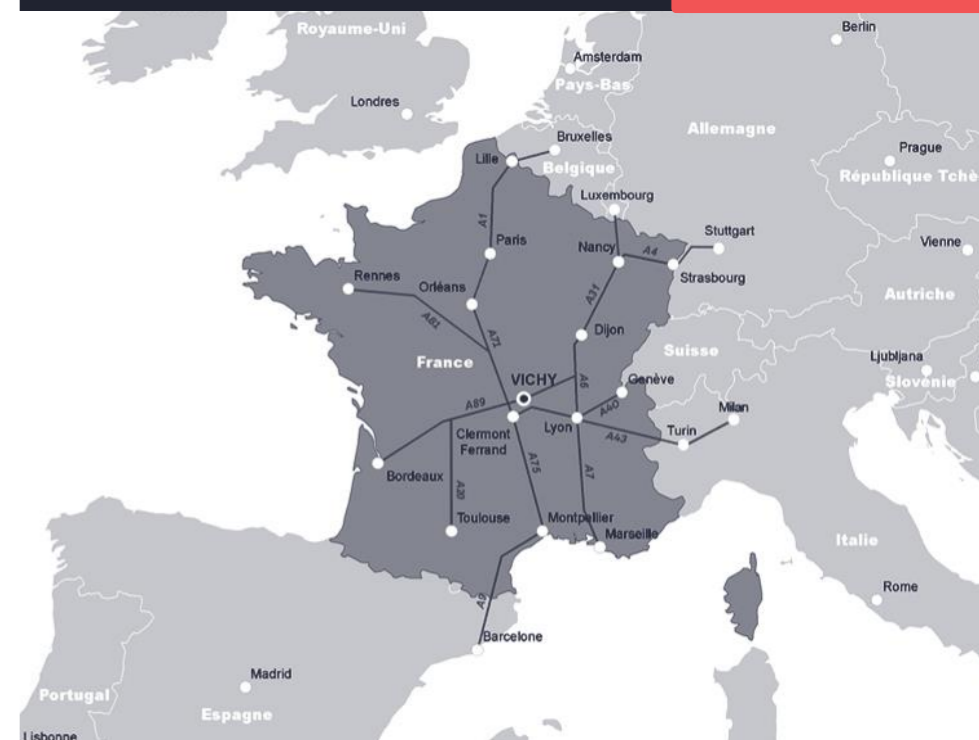 Royaume-Uni
Berlin
Amsterdam
Pays-Bas
Londres
Allemagne
Bruxelles
Prague
Lille
Belgique
République Tchè
Luxembourg
A1
Stuttgart
Paris
Nancy
A4
Vienne
Strasbourg
Rennes
Orléans
A31
Autriche
A81
Dijon
A71
Suisse
Ljubljana
France
VICHY
A6
Genève
Slovénie
A89
A40
Milan
Clermont
Ferrand
Lyon
A43
Turin
A75
A7
Bordeaux
A20
Toulouse
Montpellier
Marseille
Italie
Rome
A9
Barcelone
Madrid
Portugal
Espagne
Lisbonne